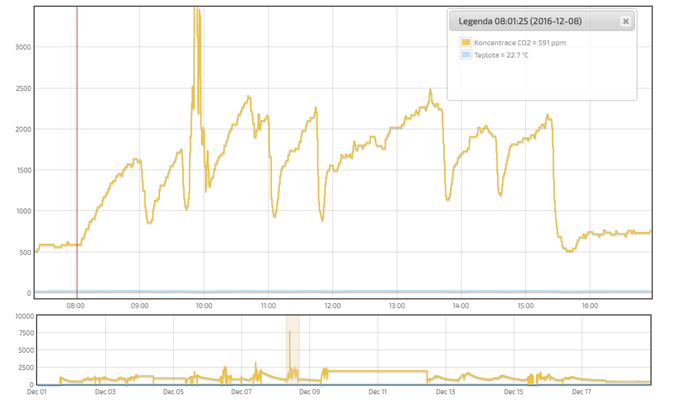 Legenda 08:01:25 (2016-12-08)
Koncentrace CO2 = 591 ppm
Teplota = 22.7 °C
3000
2500
2000
1500
1000
500
0
08:00 09:00 10:00 11:00 12:00 13:00 14:00 15:00 16:00
10000
7500
5000
2500
0
Dec 01 Dec 03 Dec 05 Dec 07 Dec 09 Dec 11 Dec 13 Dec 15 Dec 17